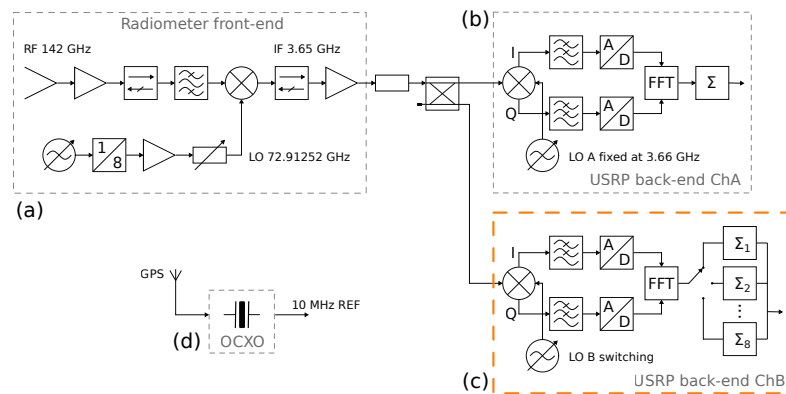 Radiometer front-end
RF 142 GHz
IF 3.65 GHz
1/8
LO 72.91252 GHz
(a)
(b)
I
A/D
Q
A/D
FFT
Σ
LO A fixed at 3.66 GHz
USRP back-end ChA
I
A/D
Q
A/D
FFT
Σ1
Σ2
⋮
Σ8
LO B switching
(c)
USRP back-end ChB
GPS
10 MHz REF
(d)
OCXO